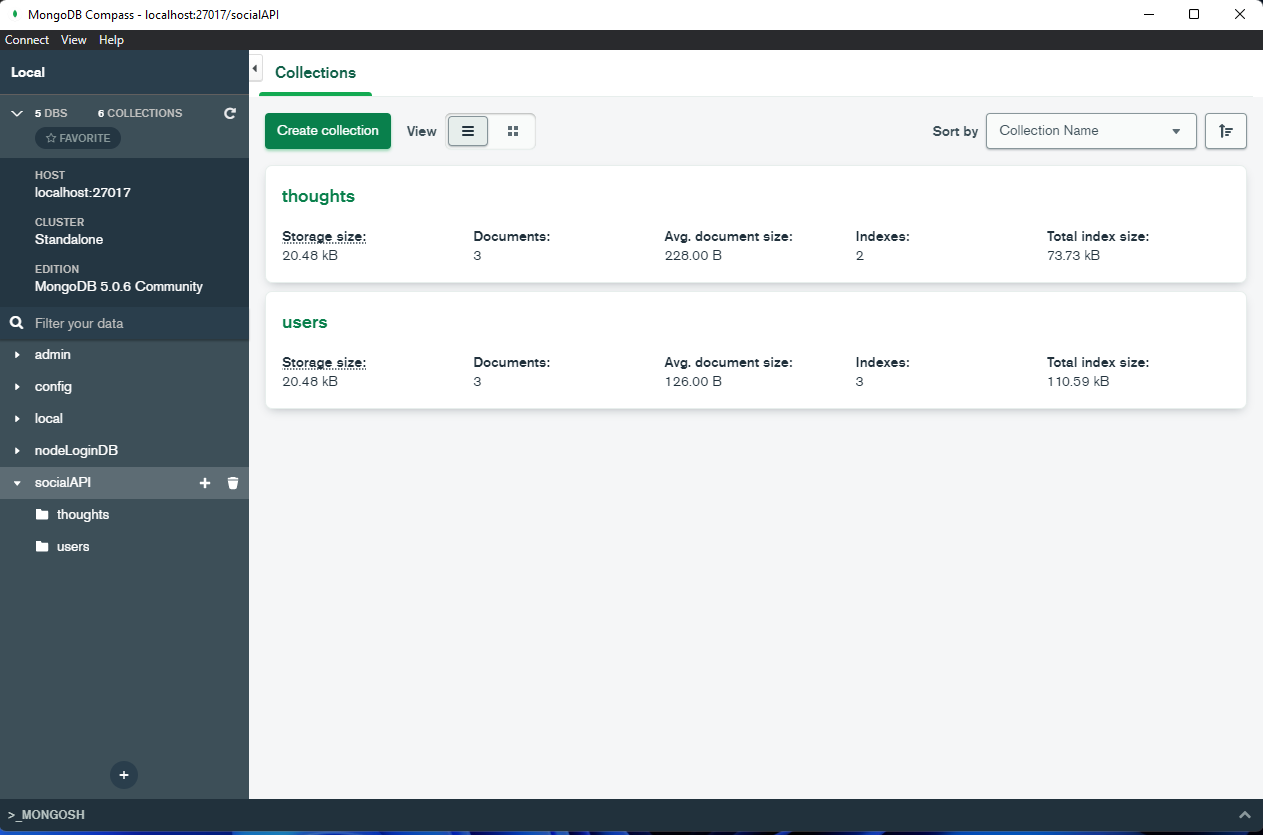 MongoDB Compass - localhost:27017/socialAPI
Connect View Help
Local
5 DBS 6 COLLECTIONS
FAVORITE
HOST
localhost:27017
CLUSTER
Standalone
EDITION
MongoDB 5.0.6 Community
Filter your data
admin
config
local
nodeLoginDB
socialAPI
thoughts
users
Collections
Create collection View Sort by Collection Name
thoughts
Storage size: Documents: Avg. document size: Indexes: Total index size:
20.48 kB 3 228.00 B 2 73.73 kB
users
Storage size: Documents: Avg. document size: Indexes: Total index size:
20.48 kB 3 126.00 B 3 110.59 kB
>_MONGOSH